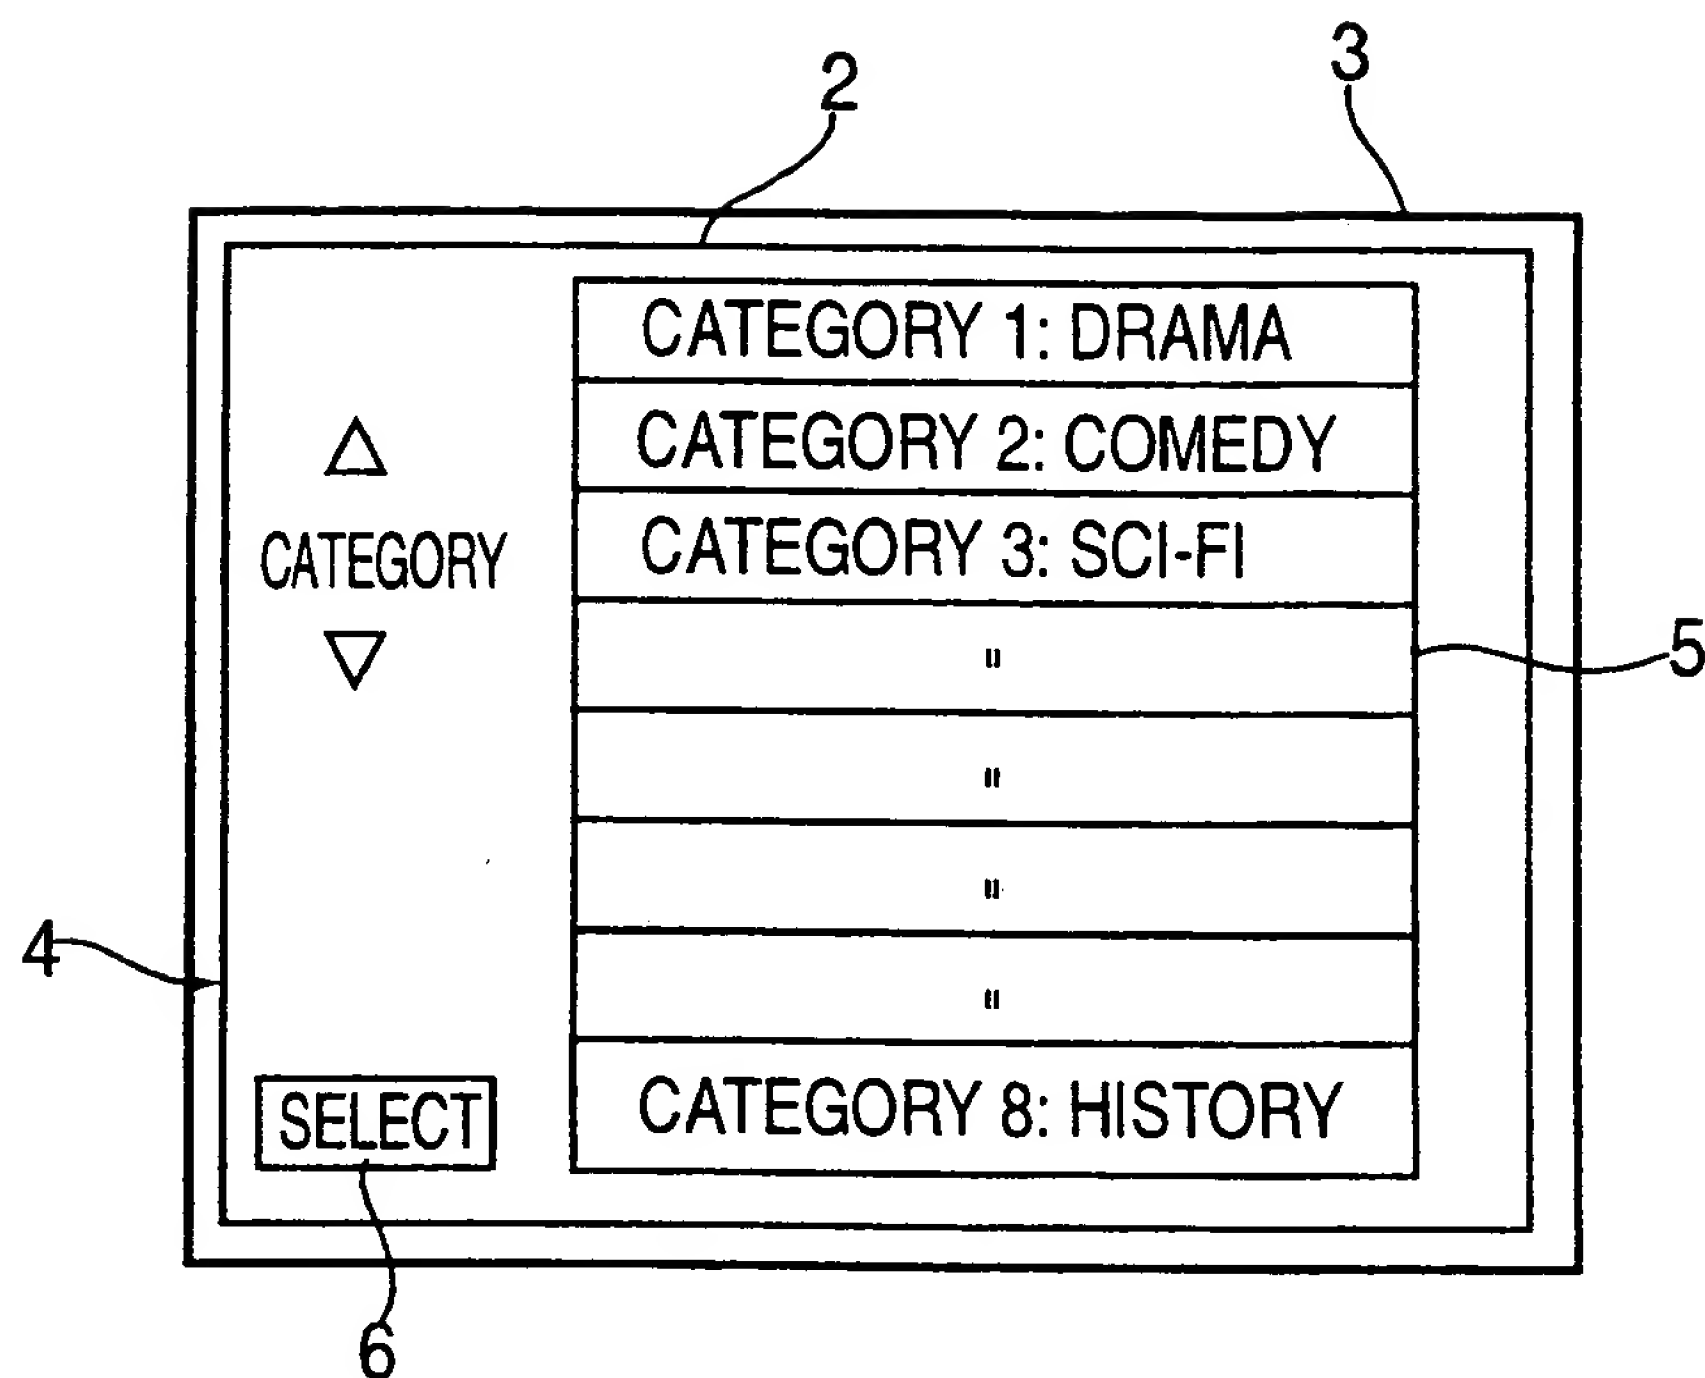 2
3
CATEGORY 1: DRAMA
CATEGORY 2: COMEDY
CATEGORY
CATEGORY 3: SCI-FI
"
5
"
"
4
"
SELECT
CATEGORY 8: HISTORY
6